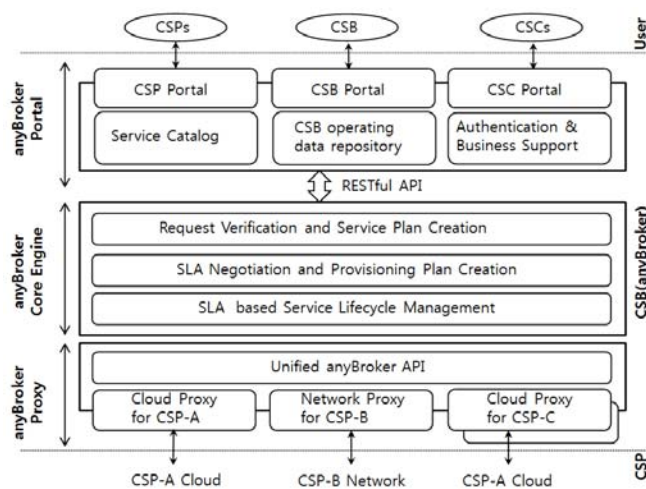 CSPs
CSB
CSCs
User
anyBroker
Portal
CSP Portal
CSB Portal
CSC Portal
Service Catalog
CSB operating
data repository
Authentication &
Business Support
RESTful API
anyBroker
Core Engine
Request Verification and Service Plan Creation
SLA Negotiation and Provisioning Plan Creation
SLA based Service Lifecycle Management
CSB(anyBroker)
anyBroker
Proxy
Unified anyBroker API
Cloud Proxy
for CSP-A
Network Proxy
for CSP-B
Cloud Proxy
for CSP-C
CSP-A Cloud
CSP-B Network
CSP-A Cloud
CSP